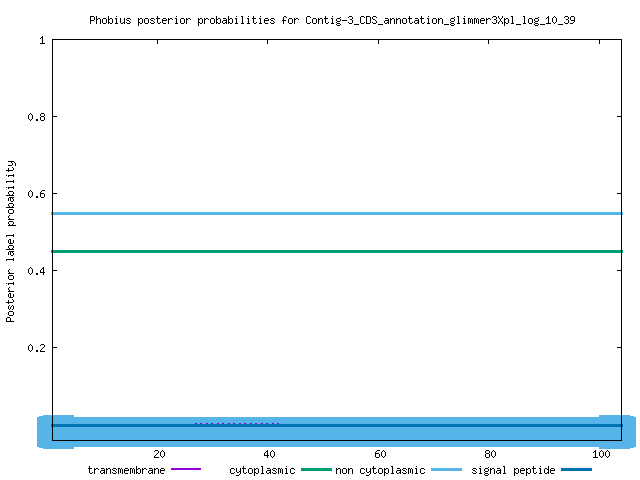 Phobius posterior probabilities for Contig-3_CDS_annotation_glimmer3Xpl_log_10_39
1
0.8
0.6
0.4
0.2
Posterior label probability
20 40 60 80 100
transmembrane cytoplasmic non cytoplasmic signal peptide